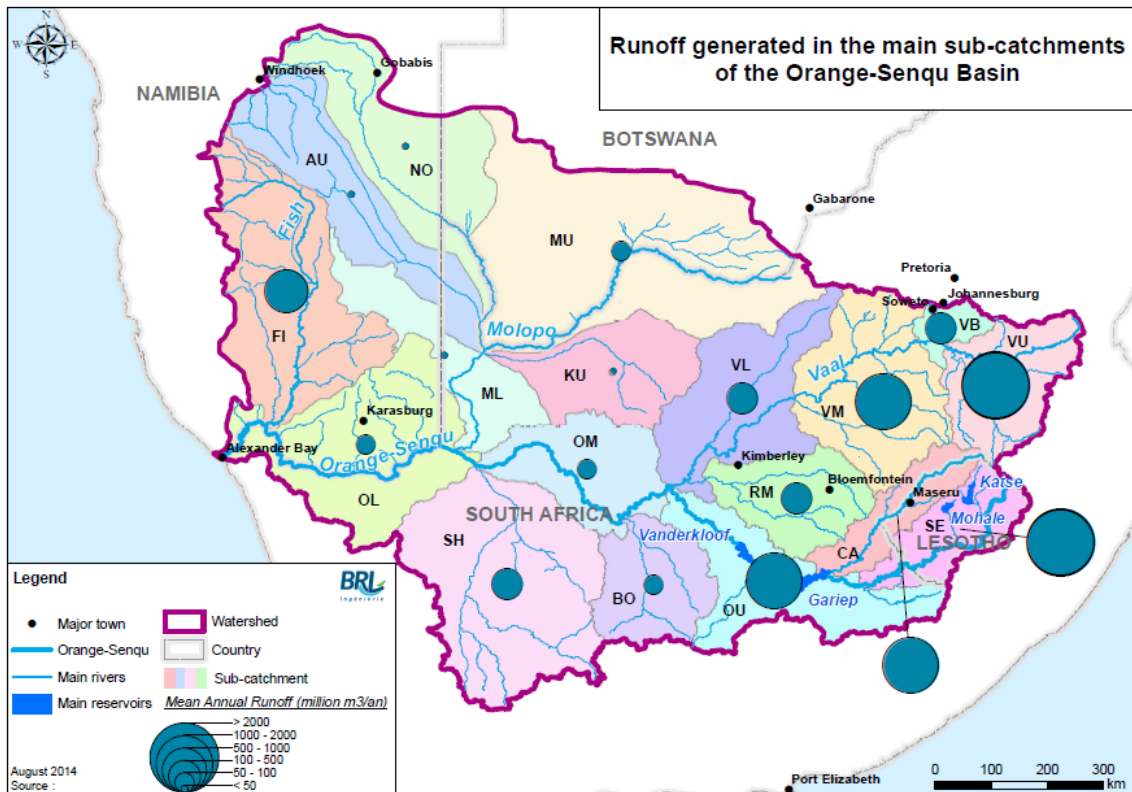 Runoff generated in the main sub-catchments
of the Orange-Senqu Basin
N
W
E
S
Windhoek
Gobabis
NAMIBIA
BOTSWANA
AU
NO
Gabarone
Fish
MU
Pretoria
Johannesburg
Soweto
VB
VU
Molopo
FI
VL
Vaal
KU
ML
VM
Karasburg
OM
Alexander Bay
Orange-Senqu
Kimberley
RM
Bloemfontein
Maseru
Katse
OL
SOUTH AFRICA
SE
Mohale
Vanderkloof
LESOTHO
SH
CA
BO
OU
Gariep
Legend
BRL
Ingénierie
Major town
Watershed
Orange-Senqu
Country
Main rivers
Sub-catchment
Main reservoirs
Mean Annual Runoff (million m3/an)
> 2000
1000 - 2000
500 - 1000
100 - 500
50 - 100
< 50
August 2014
Source :
Port Elizabeth
0 100 200 300
km